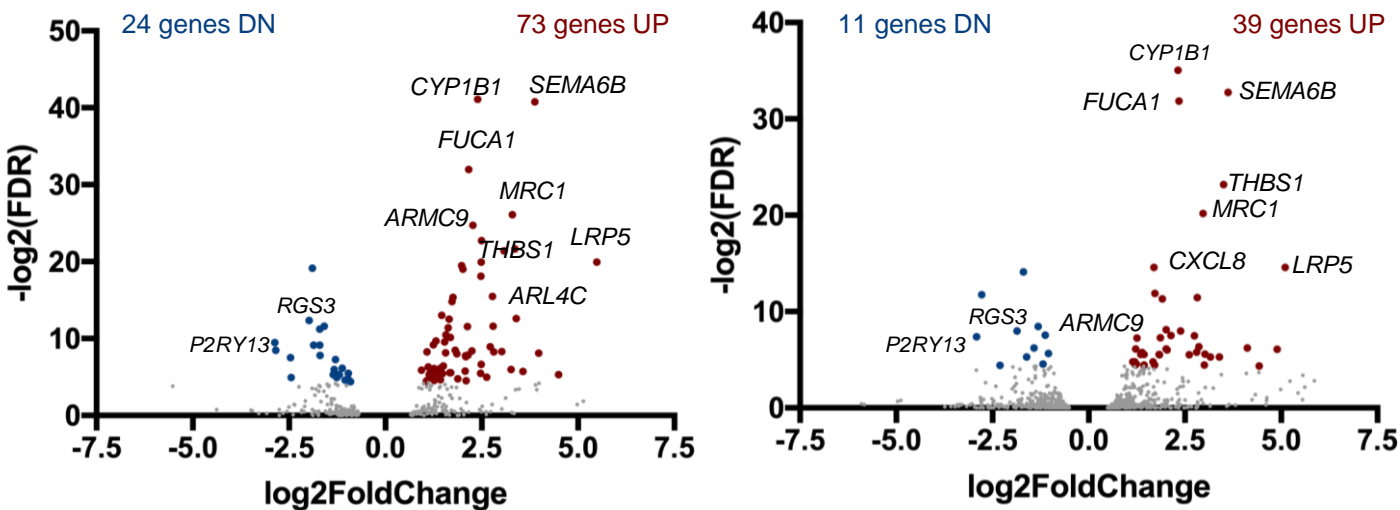 24 genes DN
73 genes UP
50
40
30
20
10
0
-log2(FDR)
CYP1B1
SEMA6B
FUCA1
MRC1
ARMC9
THBS1
LRP5
ARL4C
RGS3
P2RY13
-7.5
-5.0
-2.5
0.0
2.5
5.0
7.5
log2FoldChange
11 genes DN
39 genes UP
40
30
20
10
0
-log2(FDR)
CYP1B1
FUCA1
SEMA6B
THBS1
MRC1
CXCL8
LRP5
RGS3
ARMC9
P2RY13
-7.5
-5.0
-2.5
0.0
2.5
5.0
7.5
log2FoldChange